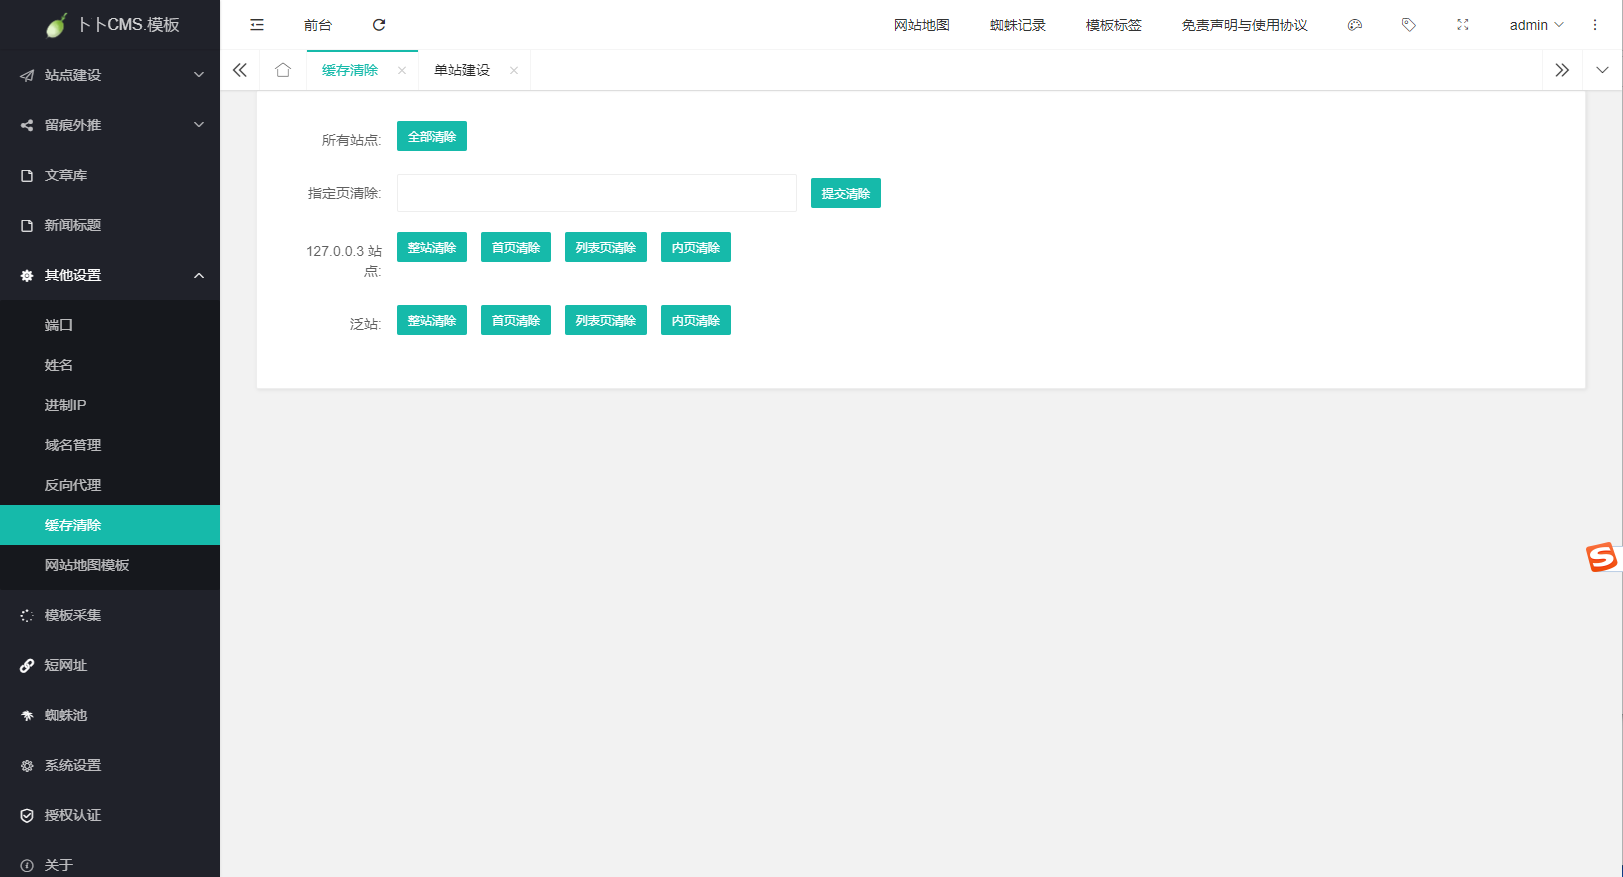 卜卜CMS.模板
前台
网站地图
蜘蛛记录
模板标签
免责声明与使用协议
admin
缓存清除
单站建设
站点建设
留痕外推
文章库
新闻标题
其他设置
端口
姓名
进制IP
域名管理
反向代理
缓存清除
网站地图模板
模板采集
短网址
蜘蛛池
系统设置
授权认证
关于
所有站点:
全部清除
指定页清除:
提交清除
127.0.0.3 站
点:
整站清除
首页清除
列表页清除
内页清除
泛站:
整站清除
首页清除
列表页清除
内页清除